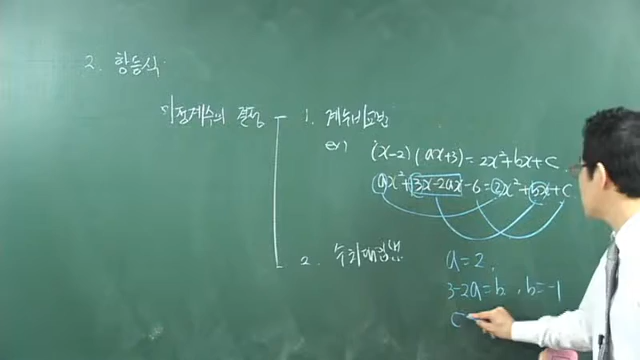 2. 항등식
미정계수의 결정
1. 계수비교법
ex)
(x-2)(ax+3)=2x²+bx+c
ax²+3x-2ax-6=2x²+bx+c
2. 수치대입법
a=2,
3-2a=b, b=-1
c